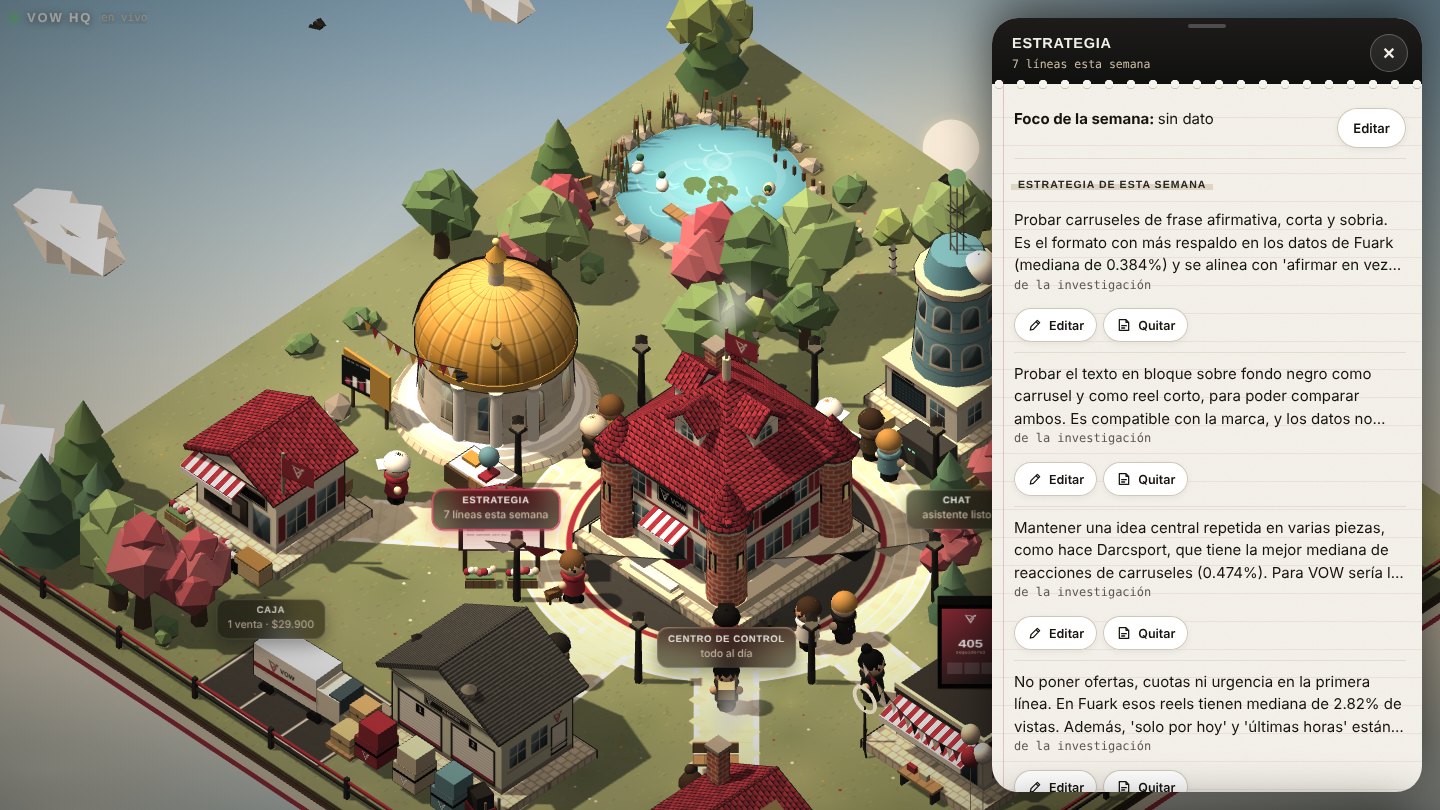 VOW HQ en vivo
ESTRATEGIA
7 líneas esta semana
Foco de la semana: sin dato
Editar
ESTRATEGIA DE ESTA SEMANA
Probar carruseles de frase afirmativa, corta y sobria.
Es el formato con más respaldo en los datos de Fuark
(mediana de 0.384%) y se alinea con 'afirmar en vez...
de la investigación
Editar Quitar
Probar el texto en bloque sobre fondo negro como
carrusel y como reel corto, para poder comparar
ambos. Es compatible con la marca, y los datos no...
de la investigación
Editar Quitar
Mantener una idea central repetida en varias piezas,
como hace Darcsport, que tiene la mejor mediana de
reacciones de carruseles (0.474%). Para VOW sería l...
de la investigación
Editar Quitar
No poner ofertas, cuotas ni urgencia en la primera
línea. En Fuark esos reels tienen mediana de 2.82% de
vistas. Además, 'solo por hoy' y 'últimas horas' están...
de la investigación
Editar Quitar
ESTRATEGIA
7 líneas esta semana
CHAT
asistente listo
CAJA
1 venta · $29.900
CENTRO DE CONTROL
todo al día
VOW
VOW
405